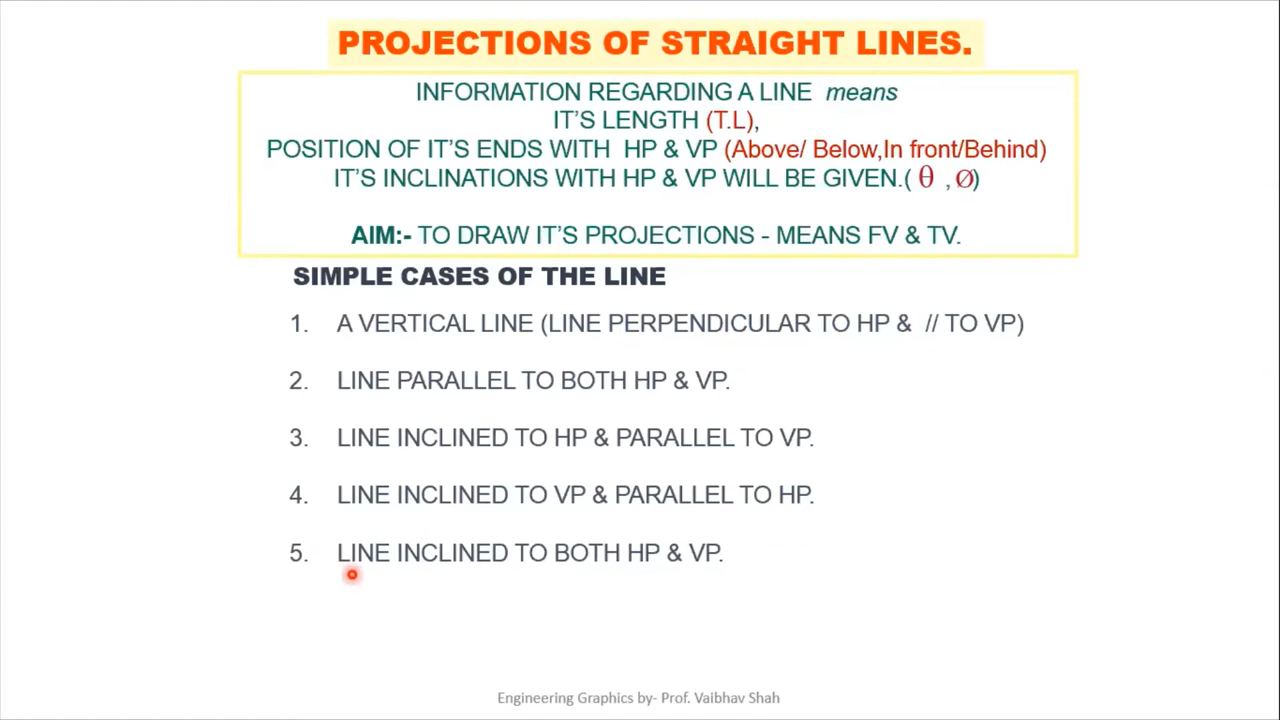 PROJECTIONS OF STRAIGHT LINES.
INFORMATION REGARDING A LINE means
IT'S LENGTH (T.L),
POSITION OF IT'S ENDS WITH HP & VP (Above/ Below,In front/Behind)
IT'S INCLINATIONS WITH HP & VP WILL BE GIVEN.( θ , Ø)
AIM:- TO DRAW IT'S PROJECTIONS - MEANS FV & TV.
SIMPLE CASES OF THE LINE
1. A VERTICAL LINE (LINE PERPENDICULAR TO HP & // TO VP)
2. LINE PARALLEL TO BOTH HP & VP.
3. LINE INCLINED TO HP & PARALLEL TO VP.
4. LINE INCLINED TO VP & PARALLEL TO HP.
5. LINE INCLINED TO BOTH HP & VP.
Engineering Graphics by- Prof. Vaibhav Shah